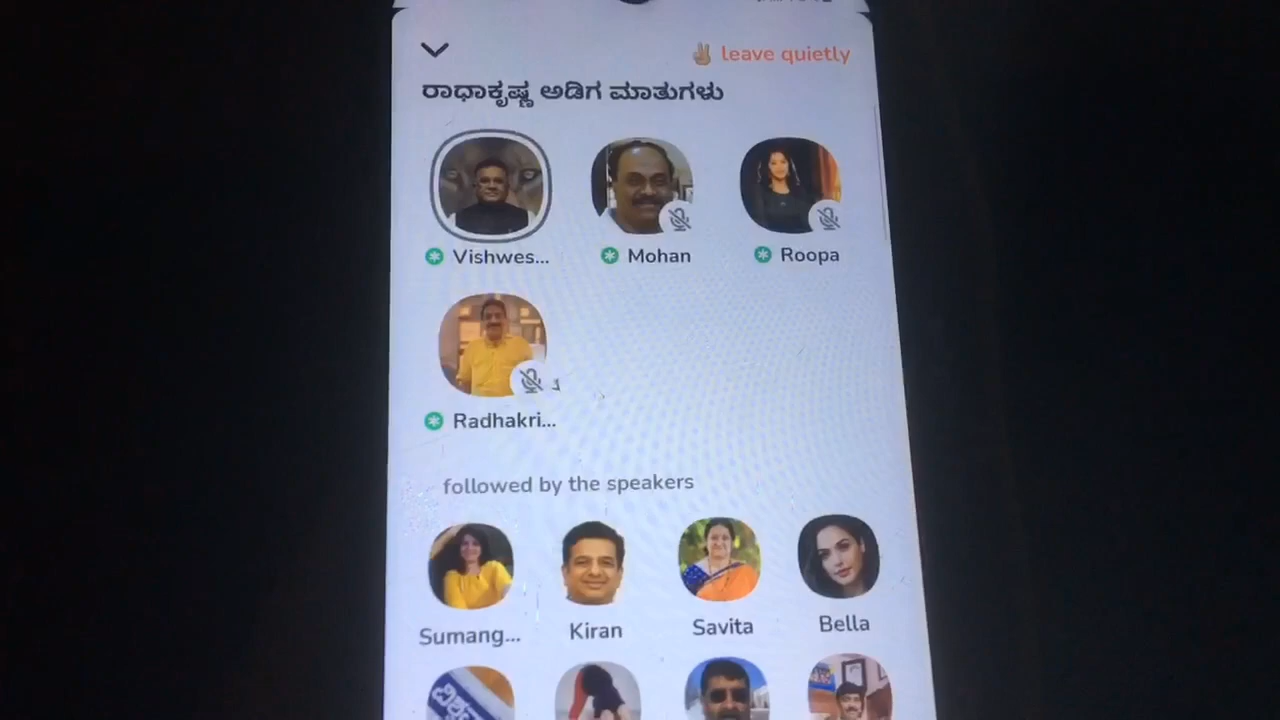 ✌🏼 leave quietly
ರಾಧಾಕೃಷ್ಣ ಅಡಿಗ ಮಾತುಗಳು
Vishwes... Mohan Roopa
Radhakri...
followed by the speakers
Sumang... Kiran Savita Bella